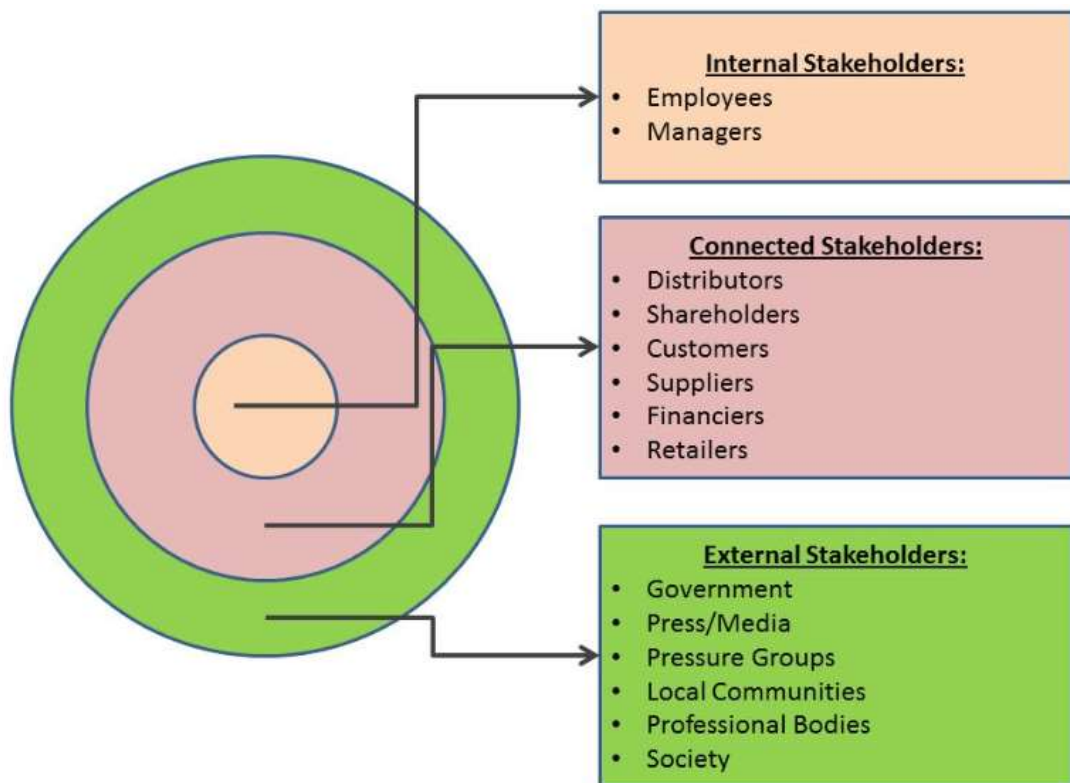 Internal Stakeholders:
• Employees
• Managers
Connected Stakeholders:
• Distributors
• Shareholders
• Customers
• Suppliers
• Financiers
• Retailers
External Stakeholders:
• Government
• Press/Media
• Pressure Groups
• Local Communities
• Professional Bodies
• Society